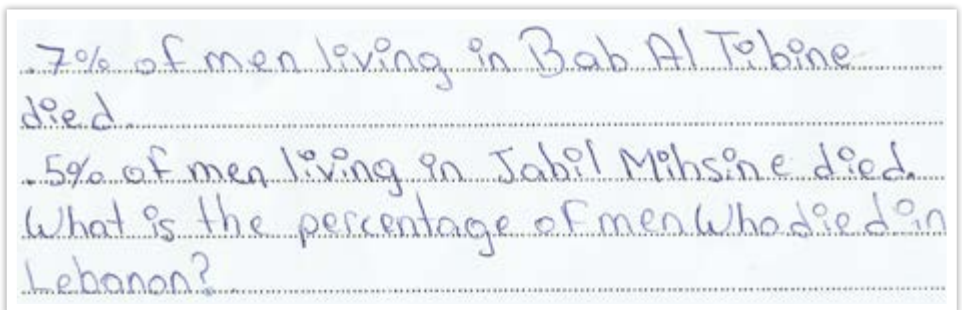 .7% of men living in Bab Al Tibine
died.
.5% of men living in Jabil Mihsine died.
What is the percentage of men Who died in
Lebanon?